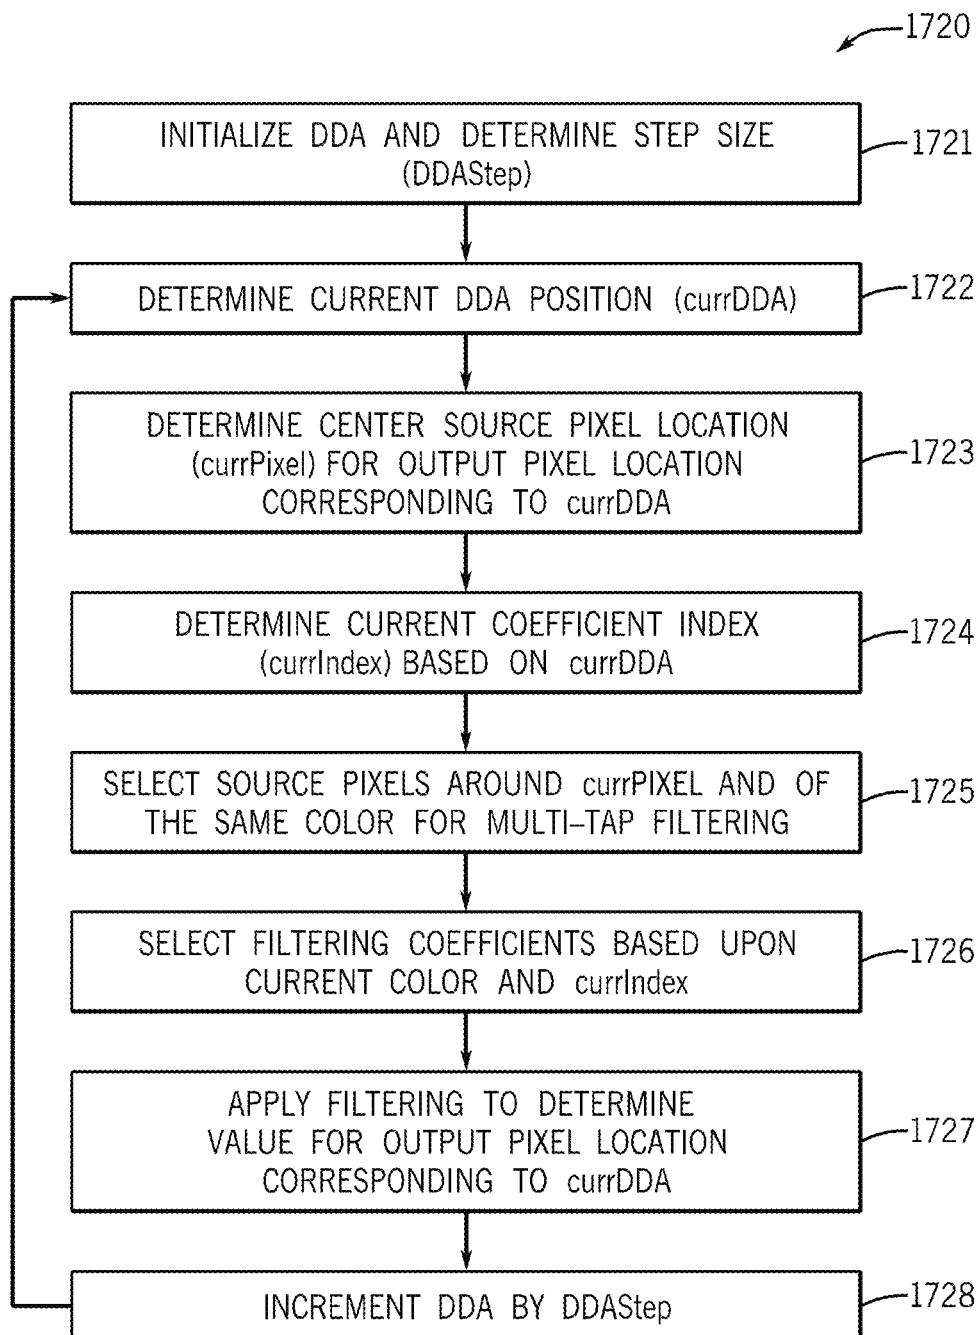 1720
INITIALIZE DDA AND DETERMINE STEP SIZE
(DDAStep)
1721
DETERMINE CURRENT DDA POSITION (currDDA)
1722
DETERMINE CENTER SOURCE PIXEL LOCATION
(currPixel) FOR OUTPUT PIXEL LOCATION
CORRESPONDING TO currDDA
1723
DETERMINE CURRENT COEFFICIENT INDEX
(currIndex) BASED ON currDDA
1724
SELECT SOURCE PIXELS AROUND currPIXEL AND OF
THE SAME COLOR FOR MULTI-TAP FILTERING
1725
SELECT FILTERING COEFFICIENTS BASED UPON
CURRENT COLOR AND currIndex
1726
APPLY FILTERING TO DETERMINE
VALUE FOR OUTPUT PIXEL LOCATION
CORRESPONDING TO currDDA
1727
INCREMENT DDA BY DDAStep
1728